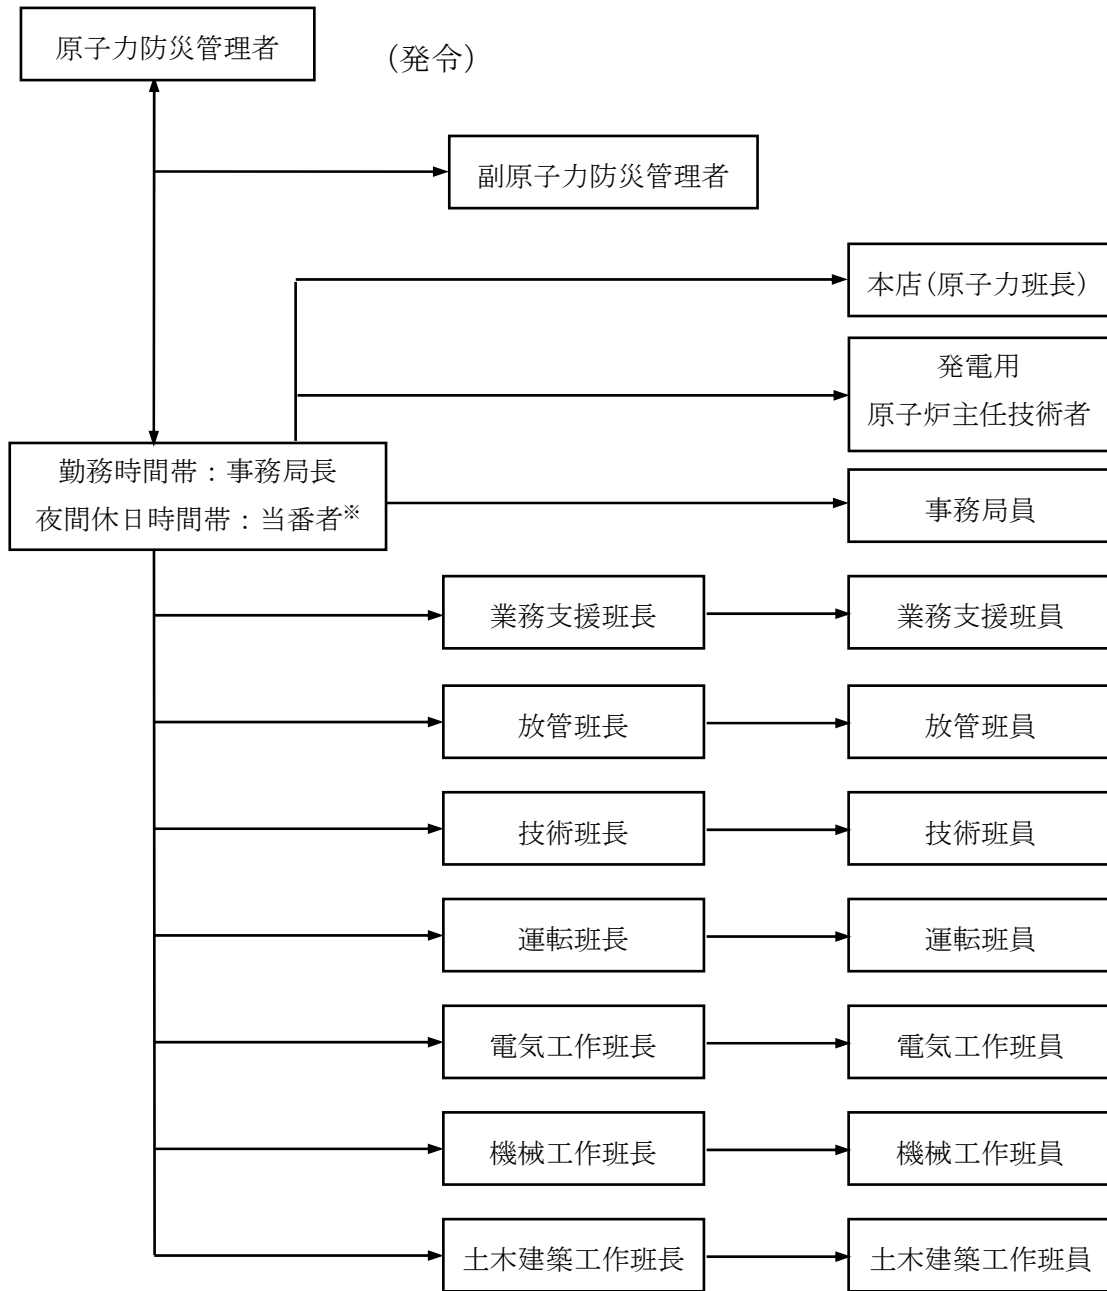 原子力防災管理者
(発令)
副原子力防災管理者
本店(原子力班長)
発電用
原子炉主任技術者
勤務時間帯：事務局長
夜間休日時間帯：当番者※
事務局員
業務支援班長
業務支援班員
放管班長
放管班員
技術班長
技術班員
運転班長
運転班員
電気工作班長
電気工作班員
機械工作班長
機械工作班員
土木建築工作班長
土木建築工作班員